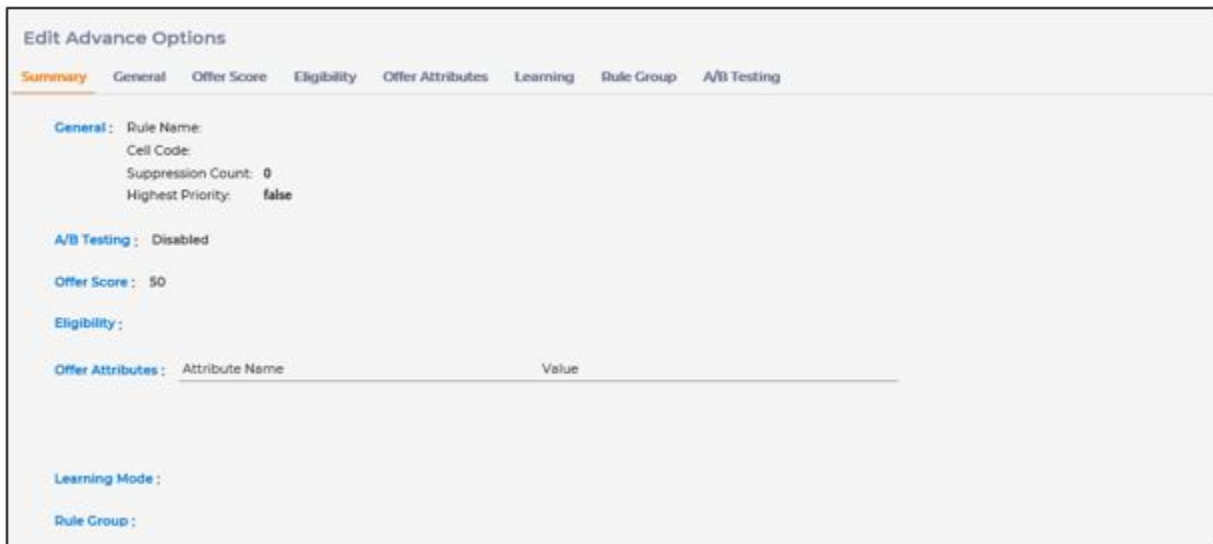 Edit Advance Options
Summary General Offer Score Eligibility Offer Attributes Learning Rule Group A/B Testing
General : Rule Name:
Cell Code:
Suppression Count: 0
Highest Priority: false
A/B Testing : Disabled
Offer Score : 50
Eligibility :
Offer Attributes : Attribute Name Value
Learning Mode :
Rule Group :